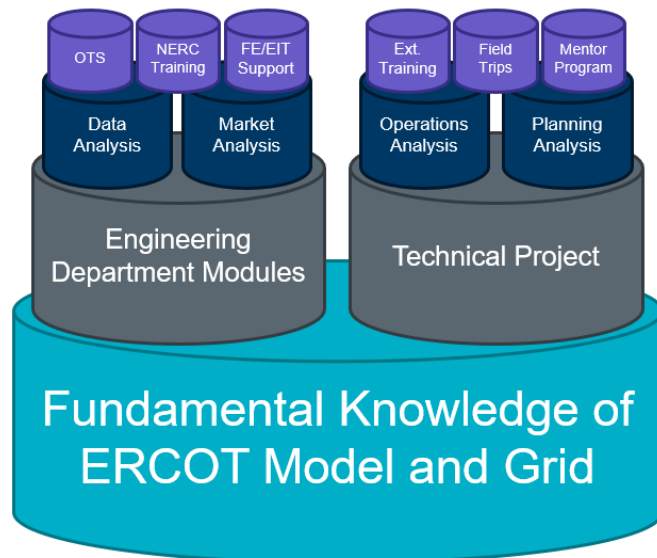 OTS
NERC
Training
FE/EIT
Support
Ext.
Training
Field
Trips
Mentor
Program
Data
Analysis
Market
Analysis
Operations
Analysis
Planning
Analysis
Engineering
Department Modules
Technical Project
Fundamental Knowledge of
ERCOT Model and Grid